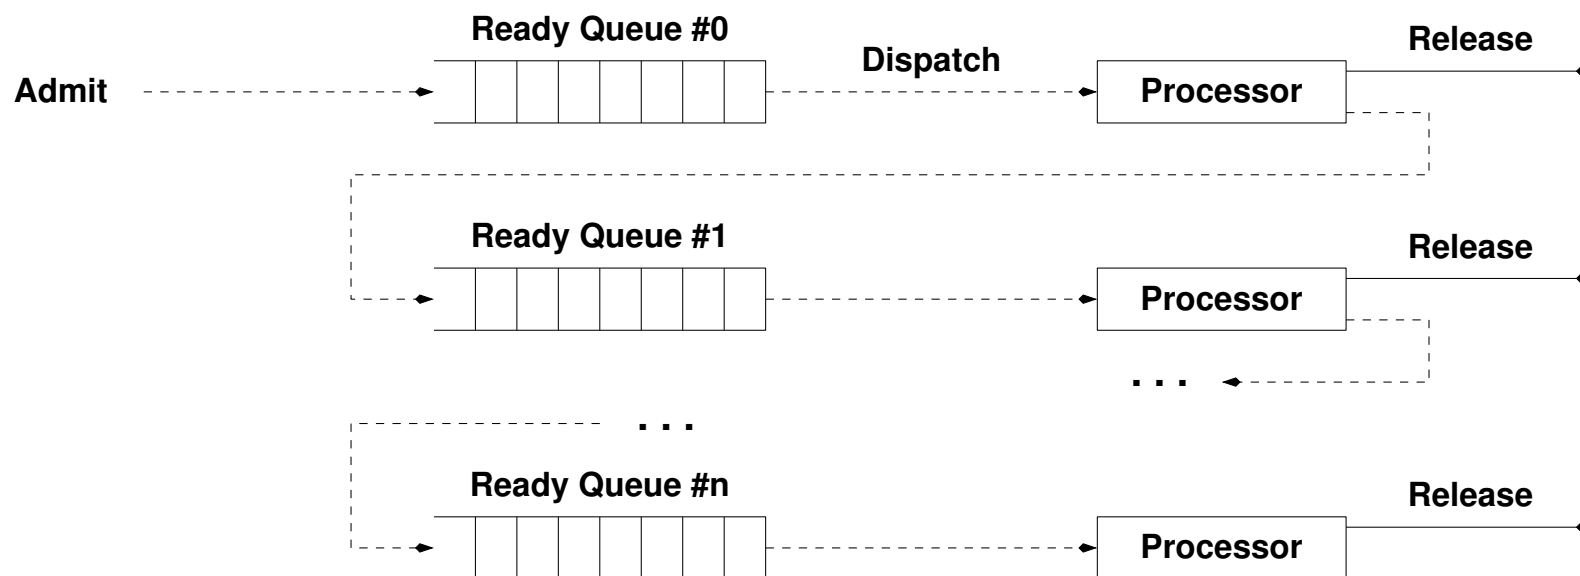 Ready Queue #0
Release
Dispatch
Admit
Processor
Ready Queue #1
Release
Processor
. . .
. . .
Ready Queue #n
Release
Processor